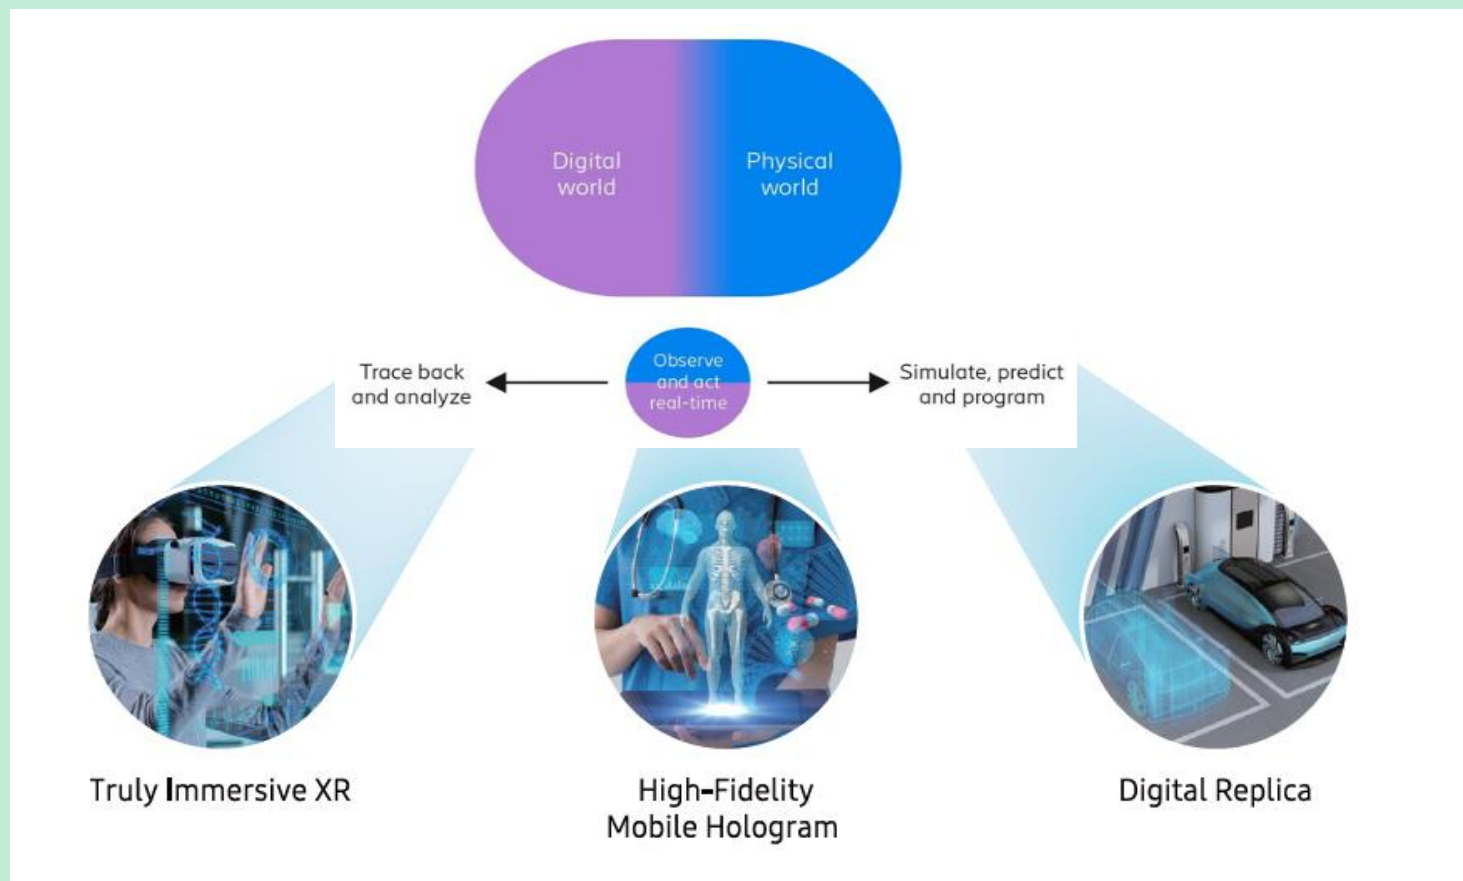 Digital
world
Physical
world
Trace back
and analyze
Observe
and act
real-time
Simulate, predict
and program
Truly Immersive XR
High-Fidelity
Mobile Hologram
Digital Replica